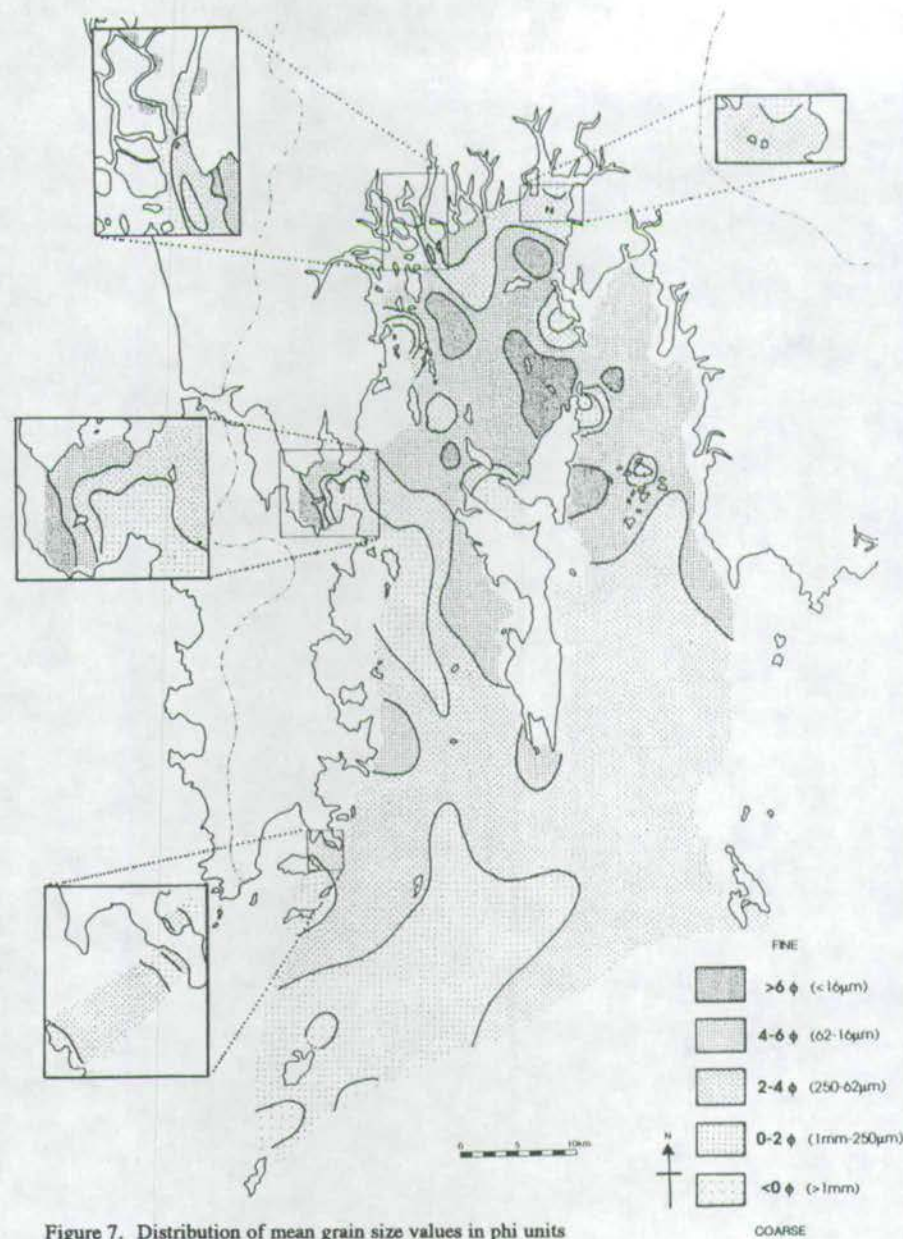 N
FINE
>6 ϕ (<16μm)
4-6 ϕ (62-16μm)
2-4 ϕ (250-62μm)
0-2 ϕ (1mm-250μm)
<0 ϕ (>1mm)
COARSE
0 5 10km
N
Figure 7. Distribution of mean grain size values in phi units